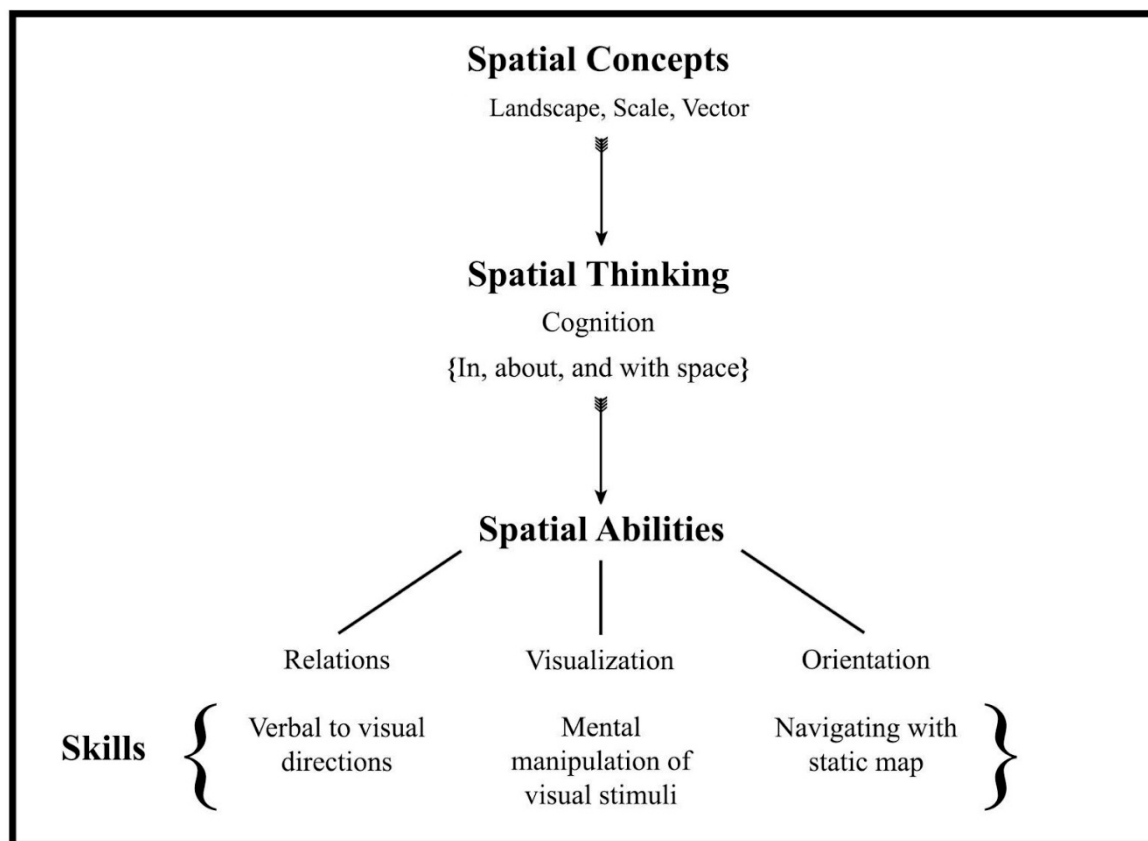 Spatial Concepts
Landscape, Scale, Vector
Spatial Thinking
Cognition
{In, about, and with space}
Spatial Abilities
Relations
Visualization
Orientation
Skills
Verbal to visual
directions
Mental
manipulation of
visual stimuli
Navigating with
static map